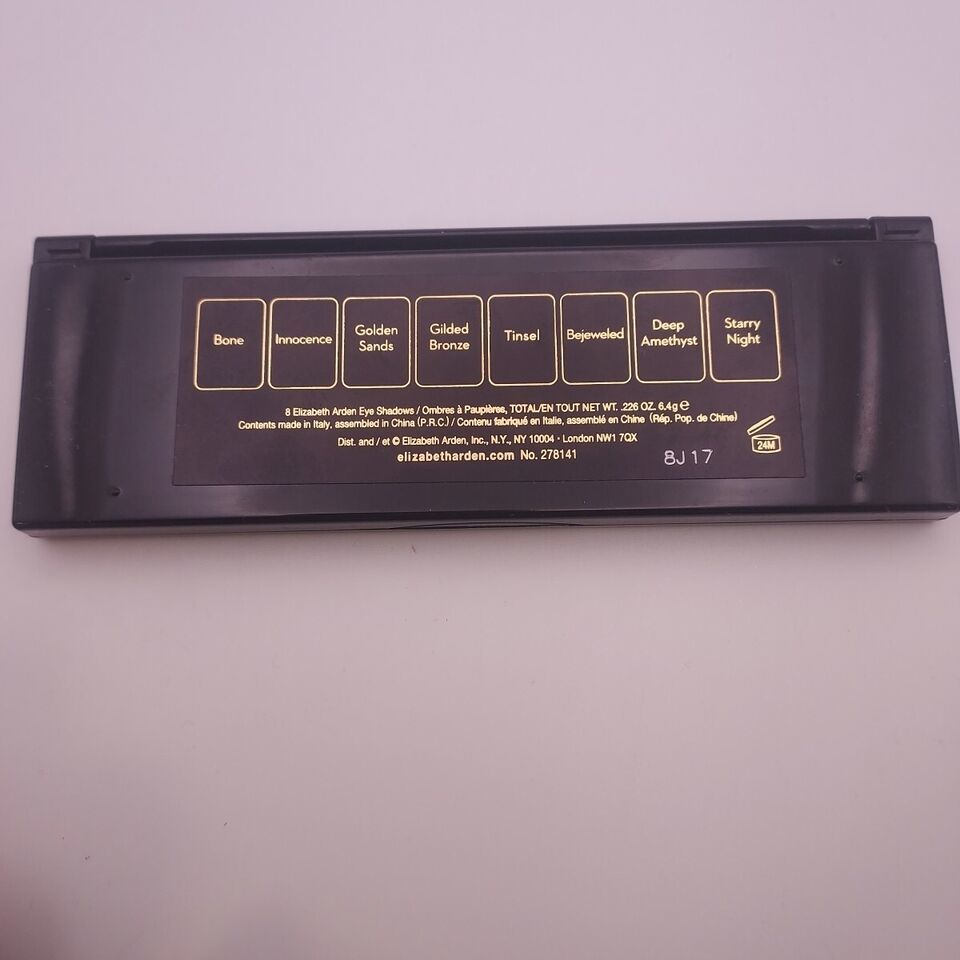 Bone
Innocence
Golden
Sands
Gilded
Bronze
Tinsel
Bejeweled
Deep
Amethyst
Starry
Night
8 Elizabeth Arden Eye Shadows / Ombres à Paupières, TOTAL/EN TOUT NET WT. .226 OZ. 6.4g ℮
Contents made in Italy, assembled in China (P.R.C.) / Contenu fabriqué en Italie, assemblé en Chine (Rép. Pop. de Chine)
Dist. and / et © Elizabeth Arden, Inc., N.Y., NY 10004 · London NW1 7QX
elizabetharden.com No. 278141
8J17
24M